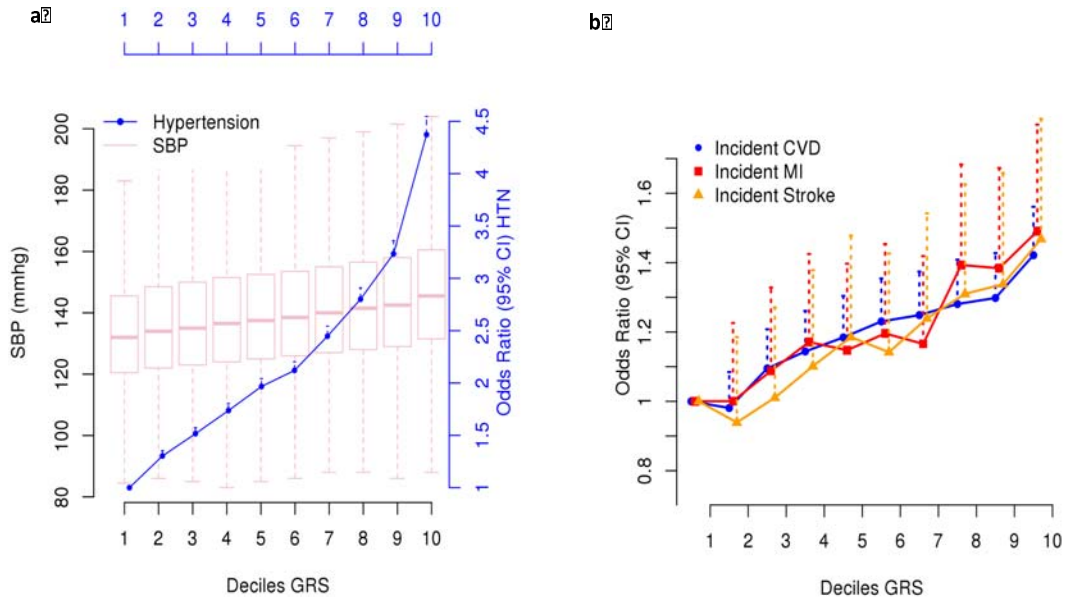 a
1 2 3 4 5 6 7 8 9 10
Hypertension
SBP
SBP (mmhg)
200
180
160
140
120
100
80
Odds Ratio (95% CI) HTN
4.5
4
3.5
3
2.5
2
1.5
1
1 2 3 4 5 6 7 8 9 10
Deciles GRS
b
Incident CVD
Incident MI
Incident Stroke
Odds Ratio (95% CI)
1.6
1.4
1.2
1
0.8
1 2 3 4 5 6 7 8 9 10
Deciles GRS